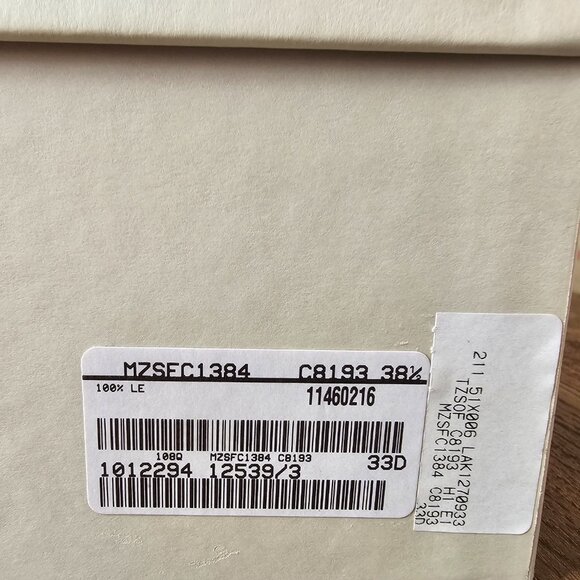 MZSFC1384 C8193 38½
100% LE 11460216
108Q MZSFC1384 C8193
1012294 12539/3 33D
211 51X006 LAK1270933
TZSOF C8193 HI E1
MZSFC1384 C8193
33D